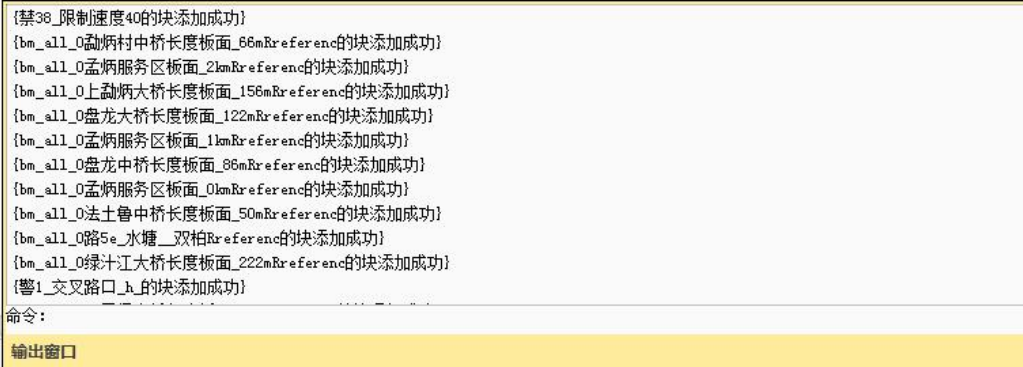 {禁38_限制速度40的块添加成功}
{bm_all_0勐炳村中桥长度板面_66mRreferenc的块添加成功}
{bm_all_0孟炳服务区板面_2kmRreferenc的块添加成功}
{bm_all_0上勐炳大桥长度板面_156mRreferenc的块添加成功}
{bm_all_0盘龙大桥长度板面_122mRreferenc的块添加成功}
{bm_all_0孟炳服务区板面_1kmRreferenc的块添加成功}
{bm_all_0盘龙中桥长度板面_86mRreferenc的块添加成功}
{bm_all_0孟炳服务区板面_0kmRreferenc的块添加成功}
{bm_all_0法土鲁中桥长度板面_50mRreferenc的块添加成功}
{bm_all_0路5e_水塘__双柏Rreferenc的块添加成功}
{bm_all_0绿汁江大桥长度板面_222mRreferenc的块添加成功}
{警1_交叉路口_h_的块添加成功}
命令:
输出窗口